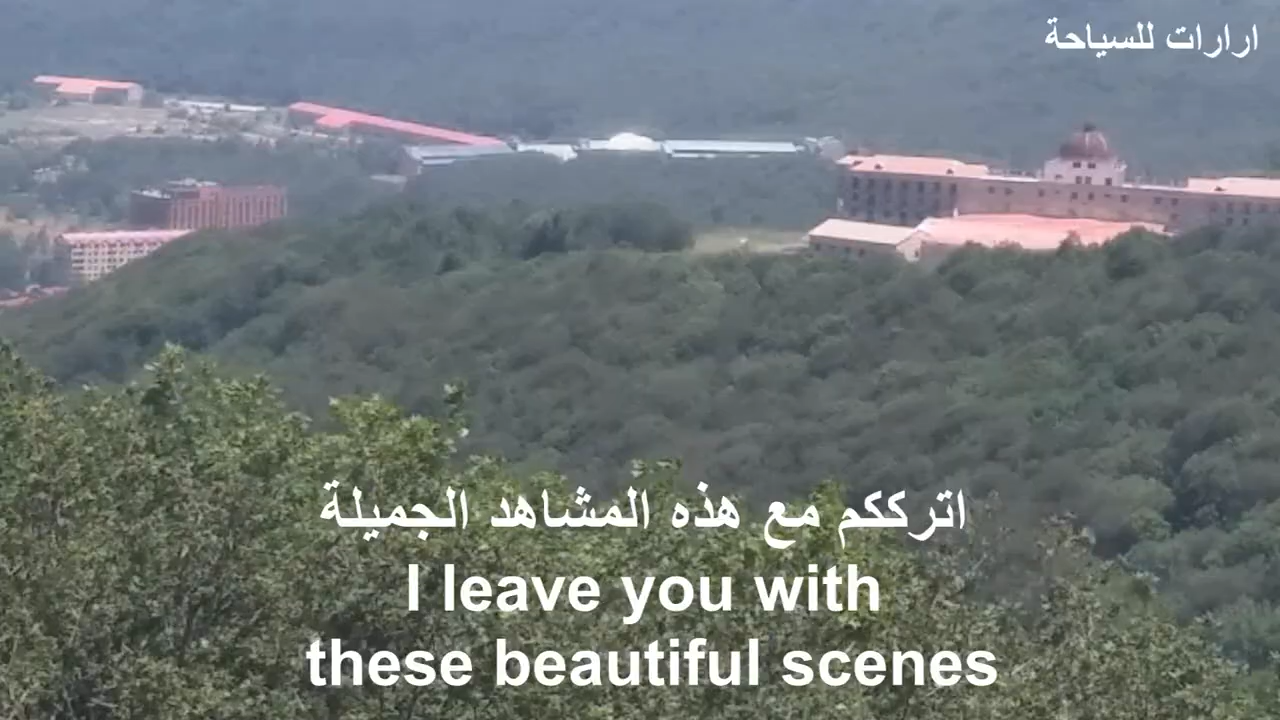 ارارات للسياحة
اترككم مع هذه المشاهد الجميلة
I leave you with
these beautiful scenes